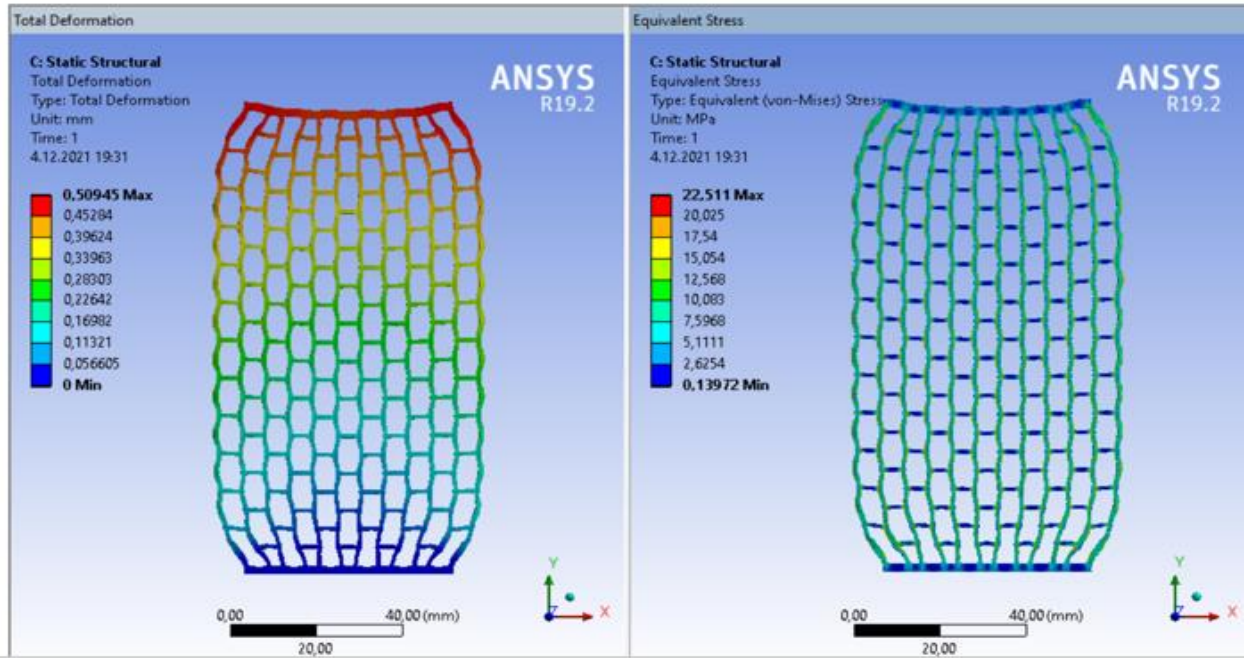 Total Deformation
C: Static Structural
Total Deformation
Type: Total Deformation
Unit: mm
Time: 1
4.12.2021 19:31
ANSYS
R19.2
0,50945 Max
0,45284
0,39624
0,33963
0,28303
0,22642
0,16982
0,11321
0,056605
0 Min
Y
X
Z
0,00
40,00 (mm)
20,00
Equivalent Stress
C: Static Structural
Equivalent Stress
Type: Equivalent (von-Mises) Stress
Unit: MPa
Time: 1
4.12.2021 19:31
ANSYS
R19.2
22,511 Max
20,025
17,54
15,054
12,568
10,083
7,5968
5,1111
2,6254
0,13972 Min
Y
X
Z
0,00
40,00 (mm)
20,00